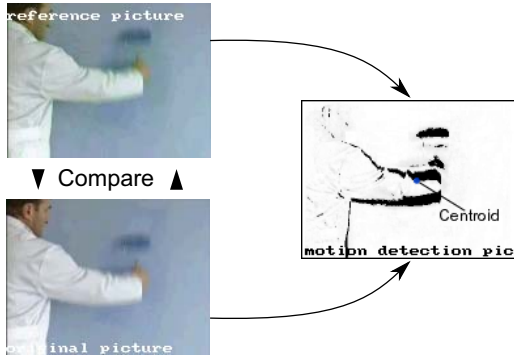 reference picture
Compare
original picture
Centroid
motion detection pic